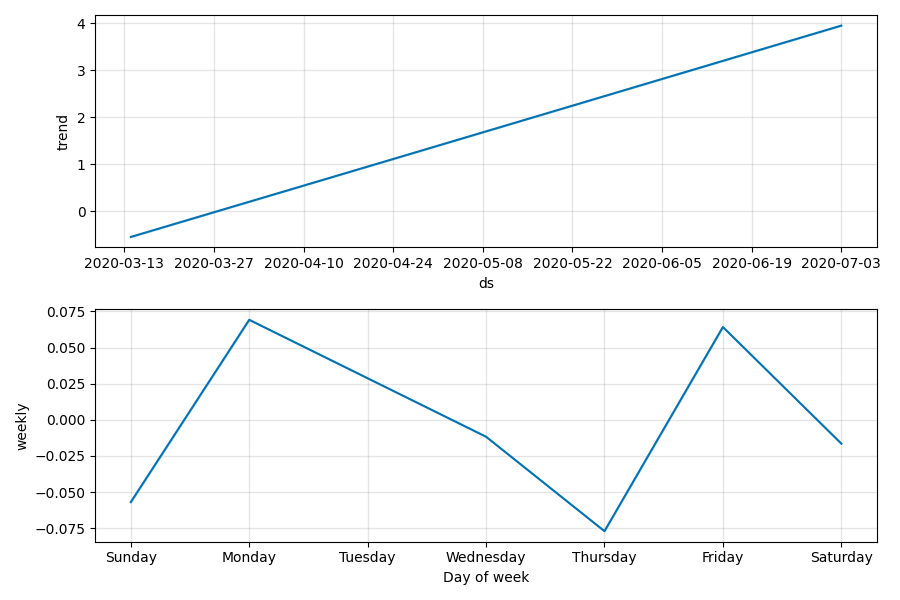 4
3
2
1
0
trend
2020-03-13 2020-03-27 2020-04-10 2020-04-24 2020-05-08 2020-05-22 2020-06-05 2020-06-19 2020-07-03
ds
0.075
0.050
0.025
0.000
−0.025
−0.050
−0.075
weekly
Sunday Monday Tuesday Wednesday Thursday Friday Saturday
Day of week